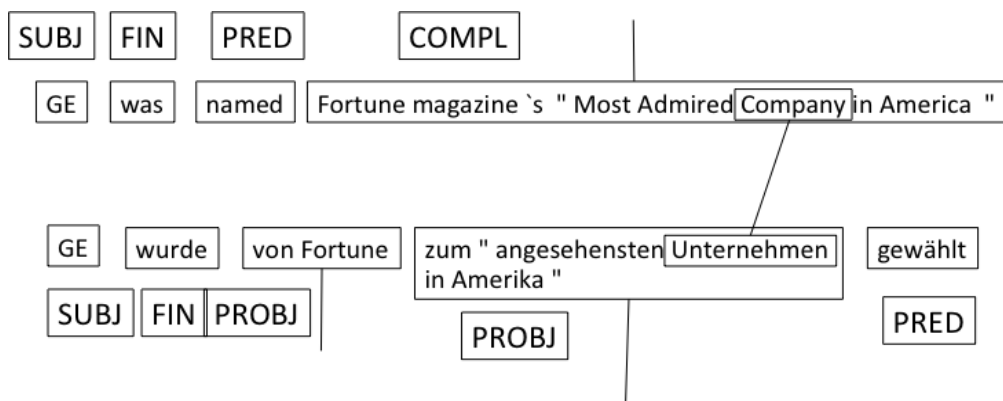 SUBJ FIN PRED COMPL
GE was named Fortune magazine `s " Most Admired Company in America "
GE wurde von Fortune zum " angesehensten Unternehmen gewählt
in Amerika "
SUBJ FIN PROBJ PROBJ PRED